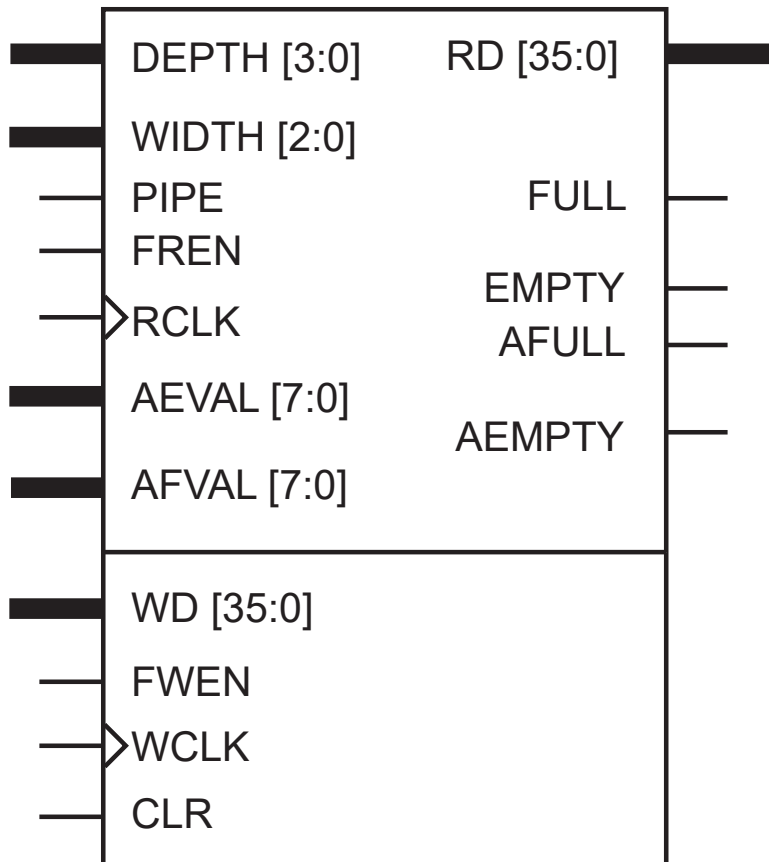 DEPTH [3:0] RD [35:0]
WIDTH [2:0]
PIPE FULL
FREN
EMPTY
RCLK
AFULL
AEVAL [7:0]
AEMPTY
AFVAL [7:0]
WD [35:0]
FWEN
WCLK
CLR